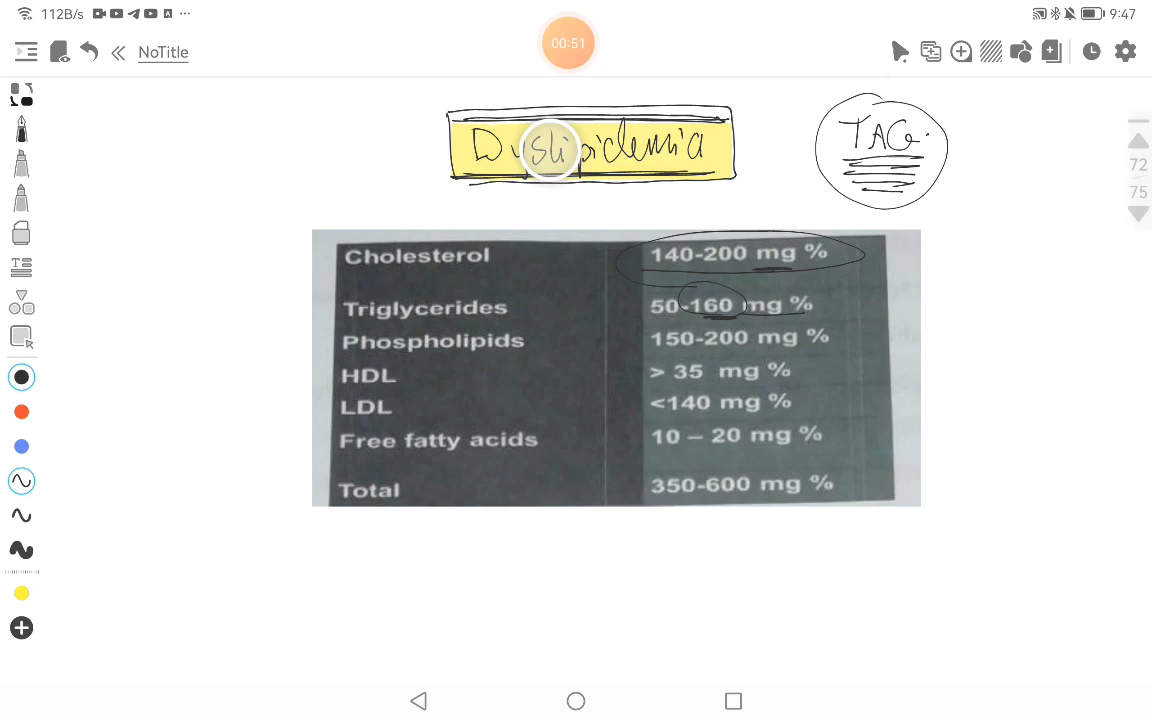 112B/s ··· 9:47
00:51
NoTitle
Dyslipidemia
TAG.
72
75
Cholesterol 140-200 mg %
Triglycerides 50-160 mg %
Phospholipids 150-200 mg %
HDL > 35 mg %
LDL <140 mg %
Free fatty acids 10 – 20 mg %
Total 350-600 mg %